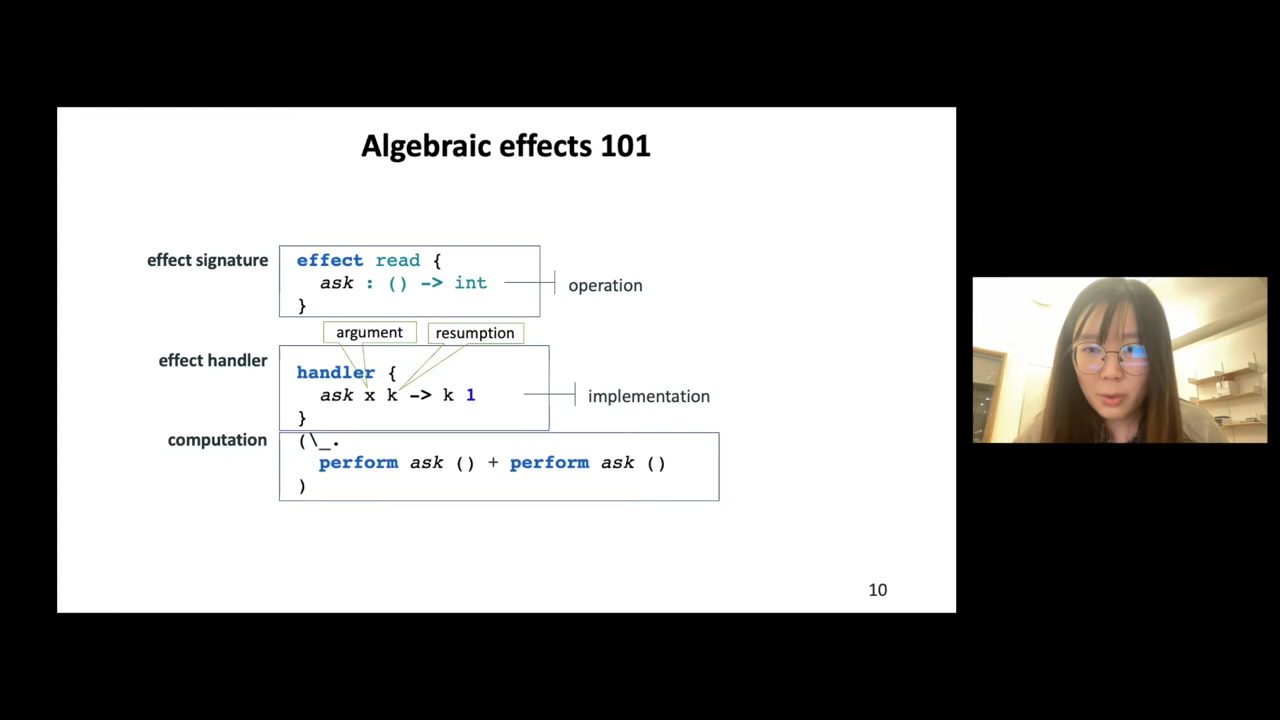 Algebraic effects 101
effect signature
effect read {
ask : () -> int
}
operation
argument
resumption
effect handler
handler {
ask x k -> k 1
}
implementation
computation
(\_.
perform ask () + perform ask ()
)
10